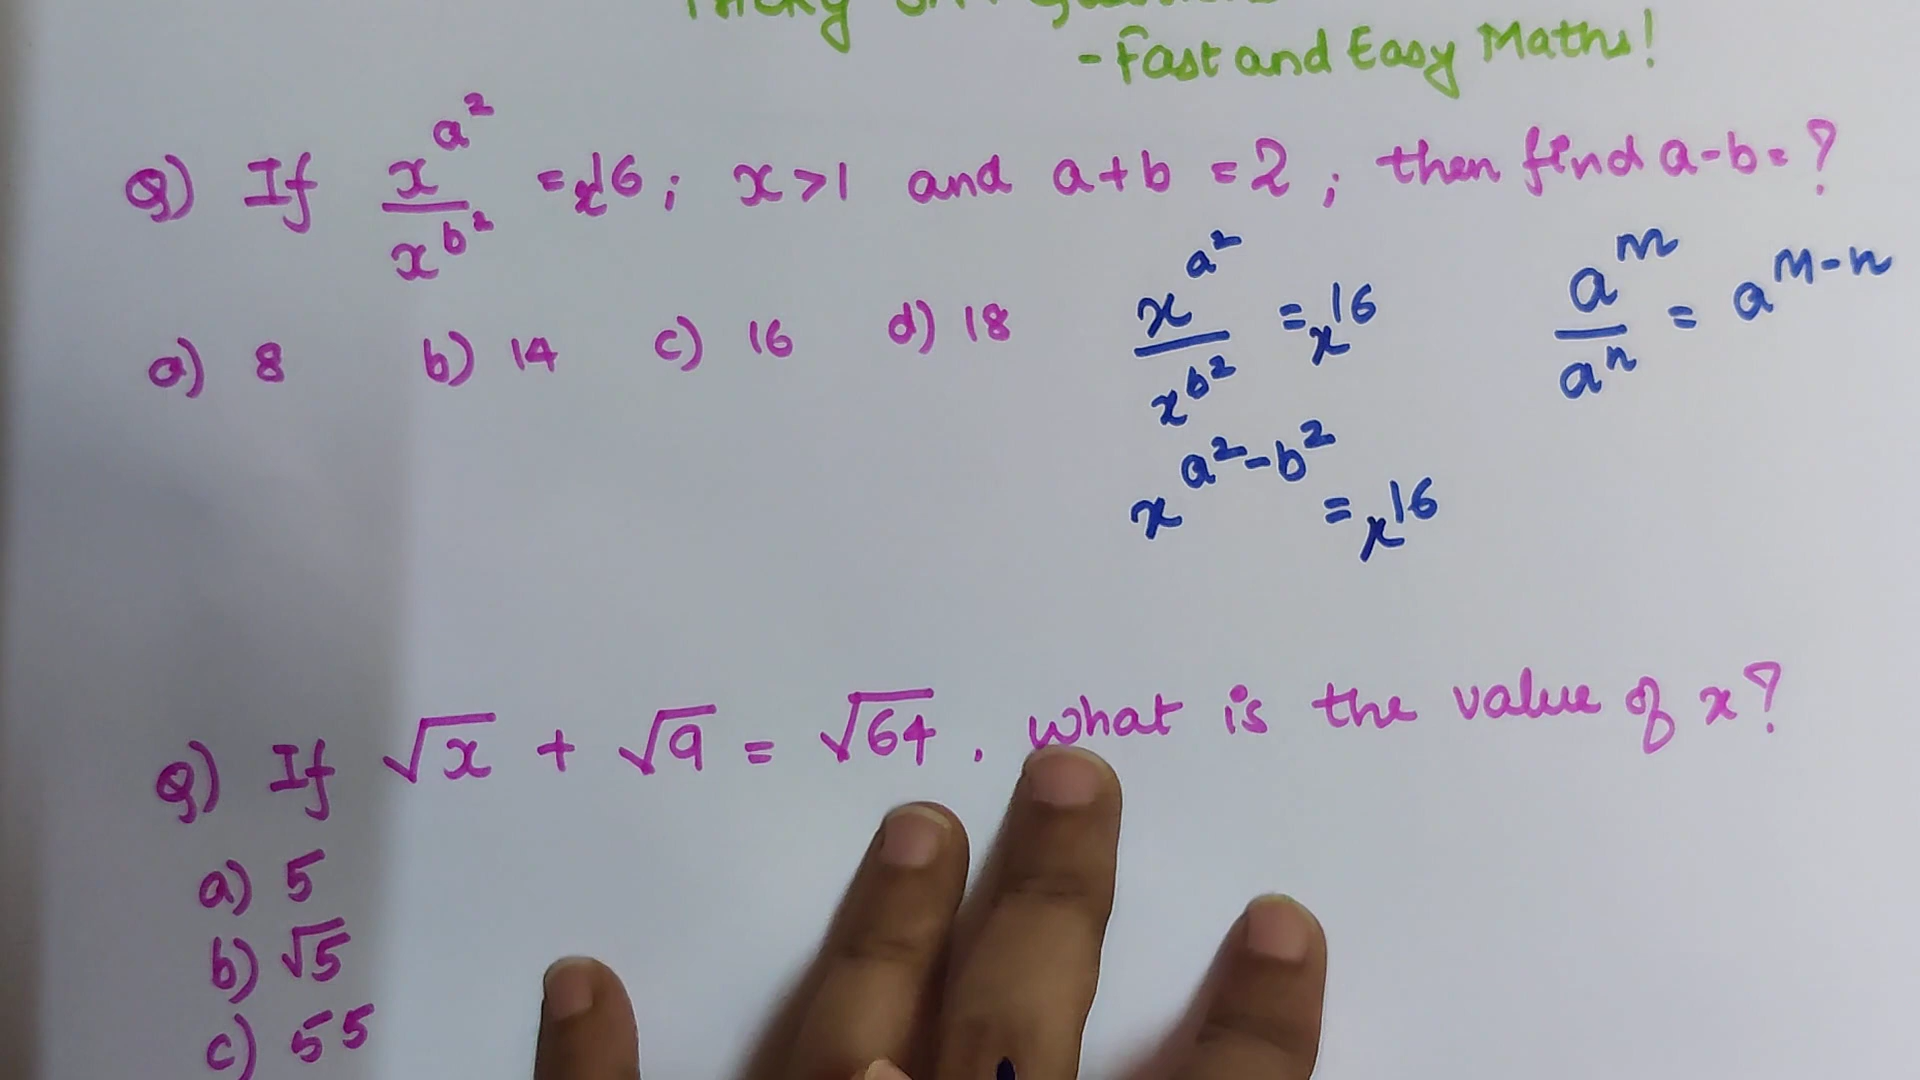 Tricky
- Fast and Easy Maths!
Q) If x^a² / x^b² = x^16 ; x > 1 and a + b = 2 ; then find a - b = ?
a) 8 b) 14 c) 16 d) 18
x^a² / x^b² = x^16
a^m / a^n = a^m-n
x^a²-b² = x^16
Q) If √x + √9 = √64 . what is the value of x ?
a) 5
b) √5
c) 55